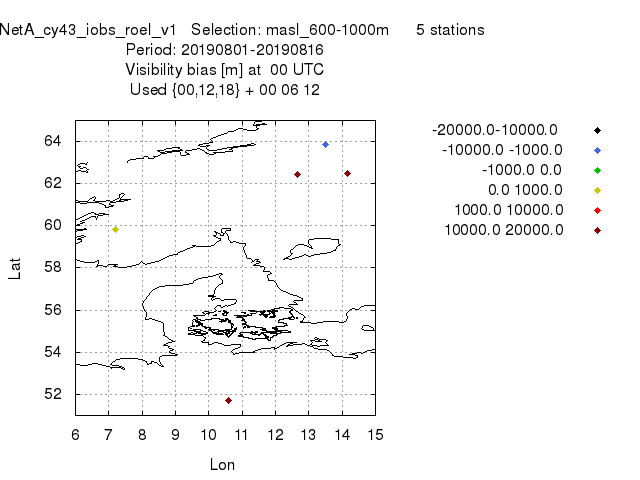 NetA_cy43_iobs_roel_v1 Selection: masl_600-1000m 5 stations
Period: 20190801-20190816
Visibility bias [m] at 00 UTC
Used {00,12,18} + 00 06 12
-20000.0-10000.0
-10000.0 -1000.0
-1000.0 0.0
0.0 1000.0
1000.0 10000.0
10000.0 20000.0
64
62
60
58
56
54
52
Lat
6 7 8 9 10 11 12 13 14 15
Lon